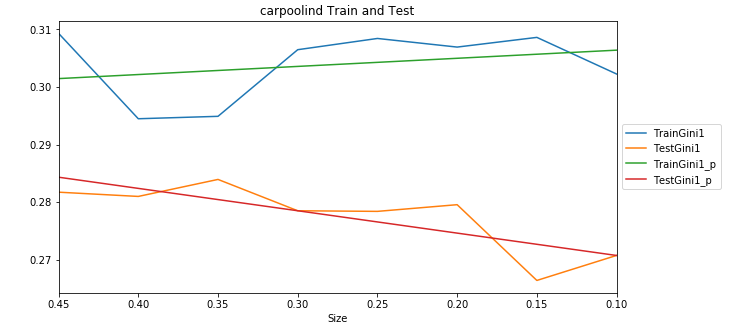 carpoolind Train and Test
0.31
0.30
0.29
0.28
0.27
0.45 0.40 0.35 0.30 0.25 0.20 0.15 0.10
Size
TrainGini1
TestGini1
TrainGini1_p
TestGini1_p